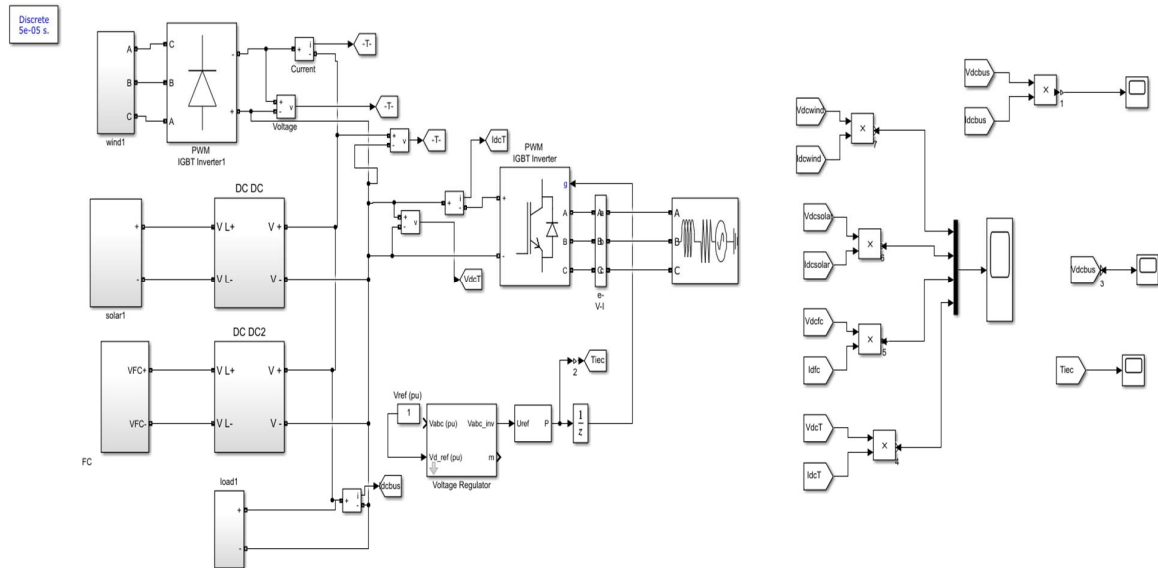 Discrete
5e-05 s.
A
B
C
wind1
C
B
A
-
+
PWM
IGBT Inverter1
+
i
-
Current
-T-
+
-
v
Voltage
-T-
+
-
v
-T-
DC DC
+
-
solar1
V L+
V L-
V +
V -
DC DC2
VFC+
VFC-
FC
V L+
V L-
V +
V -
load1
+
-
+
i
-
Idcbus
IdcT
+
i
-
+
-
v
VdcT
PWM
IGBT Inverter
+
-
g
A
B
C
A a
B b
C c
e-
V-I
A
B
C
Vref (pu)
1
Vabc (pu)
Vabc_inv
Vd_ref (pu)
m
Voltage Regulator
Uref
P
2
Tiec
1
z
Vdcwind
Idcwind
X
7
Vdcsolar
Idcsolar
X
6
Vdcfc
Idfc
X
5
VdcT
IdcT
X
4
Vdcbus
Idcbus
X
1
Vdcbus
3
Tiec